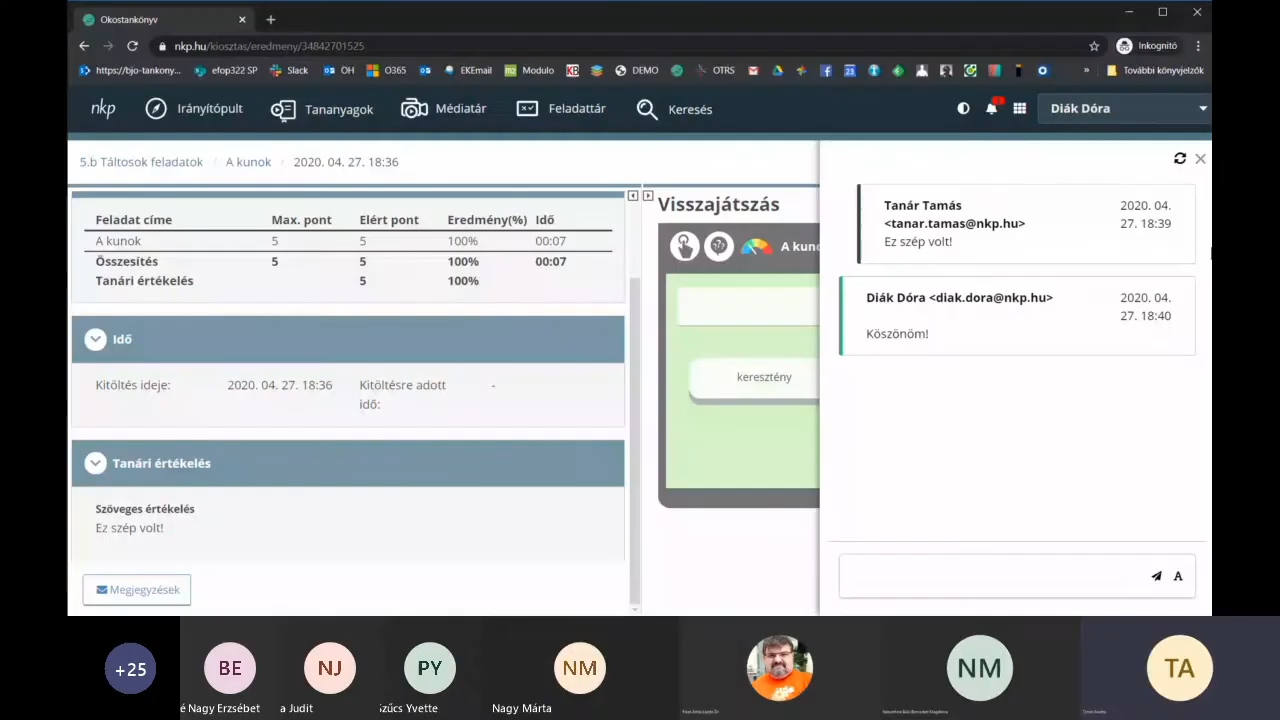 Okostankönyv
nkp.hu/kiosztas/eredmeny/34842701525
Inkognitó
https://bjo-tankony...
efop322 SP
Slack
OH
O365
EKEmail
Modulo
DEMO
OTRS
»
További könyvjelzők
nkp
Irányítópult
Tananyagok
Médiatár
Feladattár
Keresés
Diák Dóra
5.b Táltosok feladatok / A kunok / 2020. 04. 27. 18:36
Feladat címe Max. pont Elért pont Eredmény(%) Idő
A kunok 5 5 100% 00:07
Összesítés 5 5 100% 00:07
Tanári értékelés 5 100%
Idő
Kitöltés ideje: 2020. 04. 27. 18:36 Kitöltésre adott -
idő:
Tanári értékelés
Szöveges értékelés
Ez szép volt!
Megjegyzések
Visszajátszás
A kuno
keresztény
Tanár Tamás 2020. 04.
<tanar.tamas@nkp.hu> 27. 18:39
Ez szép volt!
Diák Dóra <diak.dora@nkp.hu> 2020. 04.
27. 18:40
Köszönöm!
A
+25
BE
NJ
PY
NM
NM
TA
é Nagy Erzsébet
a Judit
zűcs Yvette
Nagy Márta